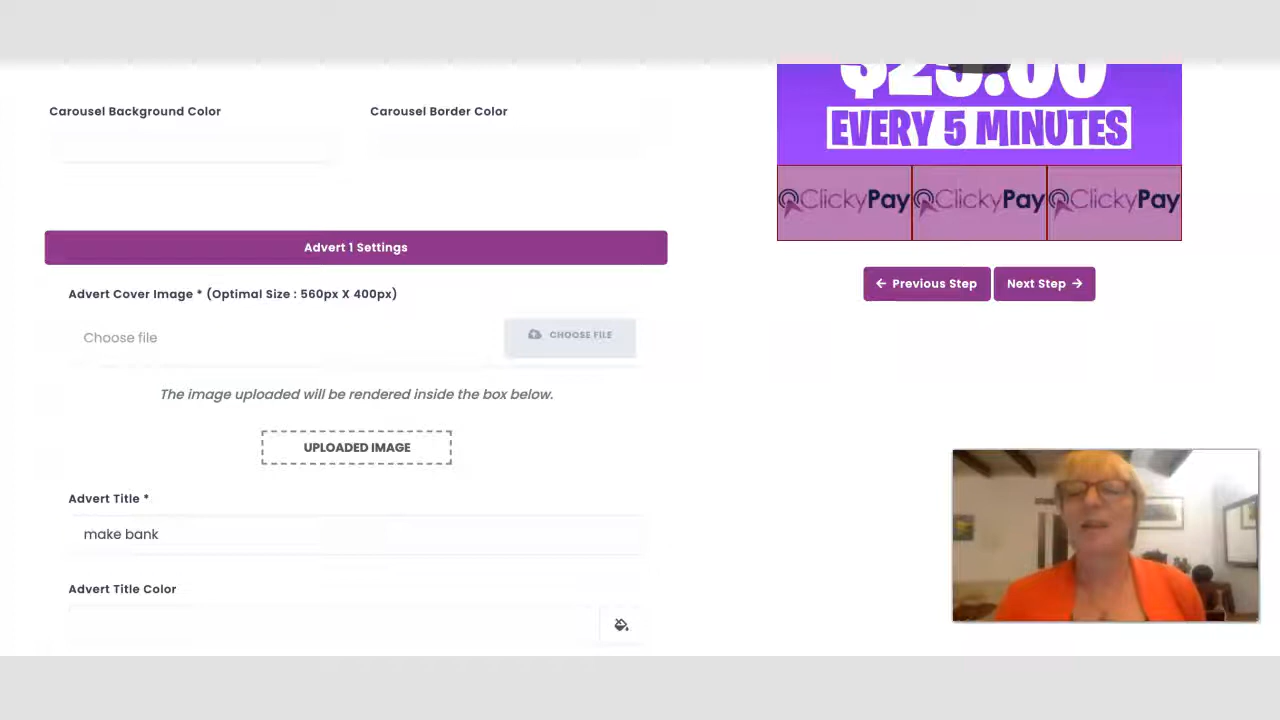 Carousel Background Color
Carousel Border Color
Advert 1 Settings
Advert Cover Image * (Optimal Size : 560px X 400px)
Choose file
CHOOSE FILE
The image uploaded will be rendered inside the box below.
UPLOADED IMAGE
Advert Title *
make bank
Advert Title Color
$25.00
EVERY 5 MINUTES
ClickyPay ClickyPay ClickyPay
Previous Step
Next Step